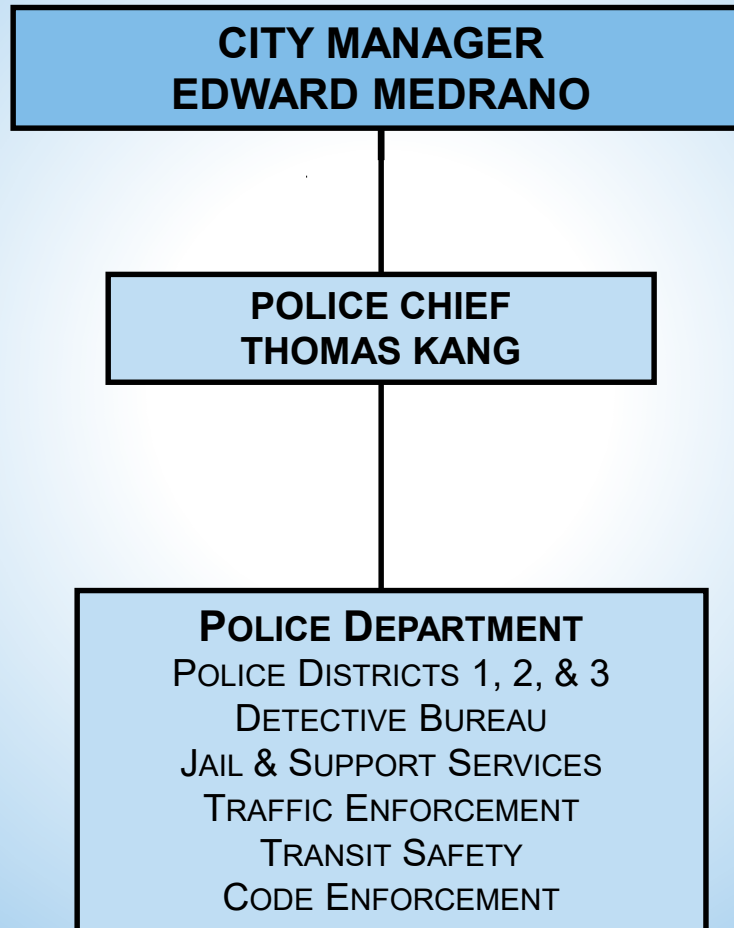 CITY MANAGER
EDWARD MEDRANO
POLICE CHIEF
THOMAS KANG
POLICE DEPARTMENT
POLICE DISTRICTS 1, 2, & 3
DETECTIVE BUREAU
JAIL & SUPPORT SERVICES
TRAFFIC ENFORCEMENT
TRANSIT SAFETY
CODE ENFORCEMENT